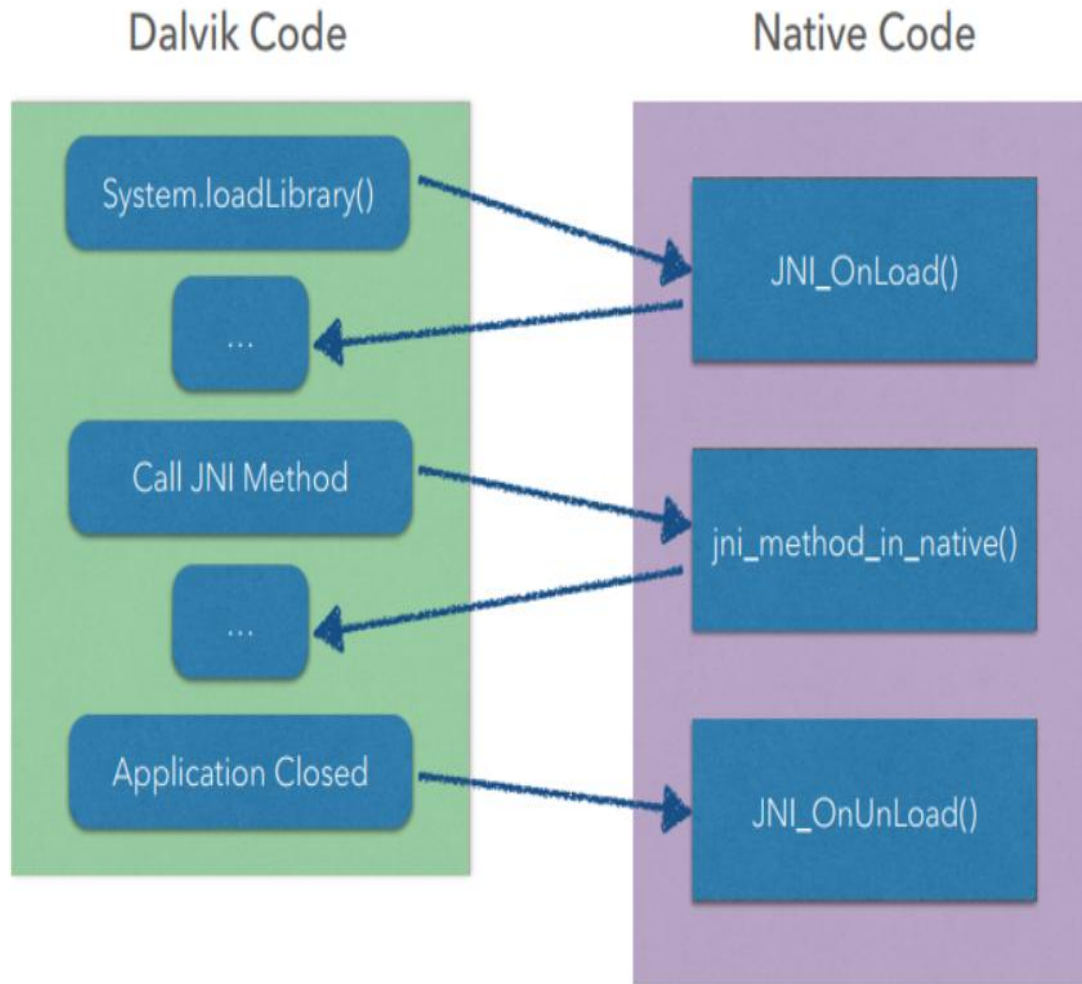 Dalvik Code
Native Code
System.loadLibrary()
JNI_OnLoad()
...
Call JNI Method
jni_method_in_native()
...
Application Closed
JNI_OnUnLoad()